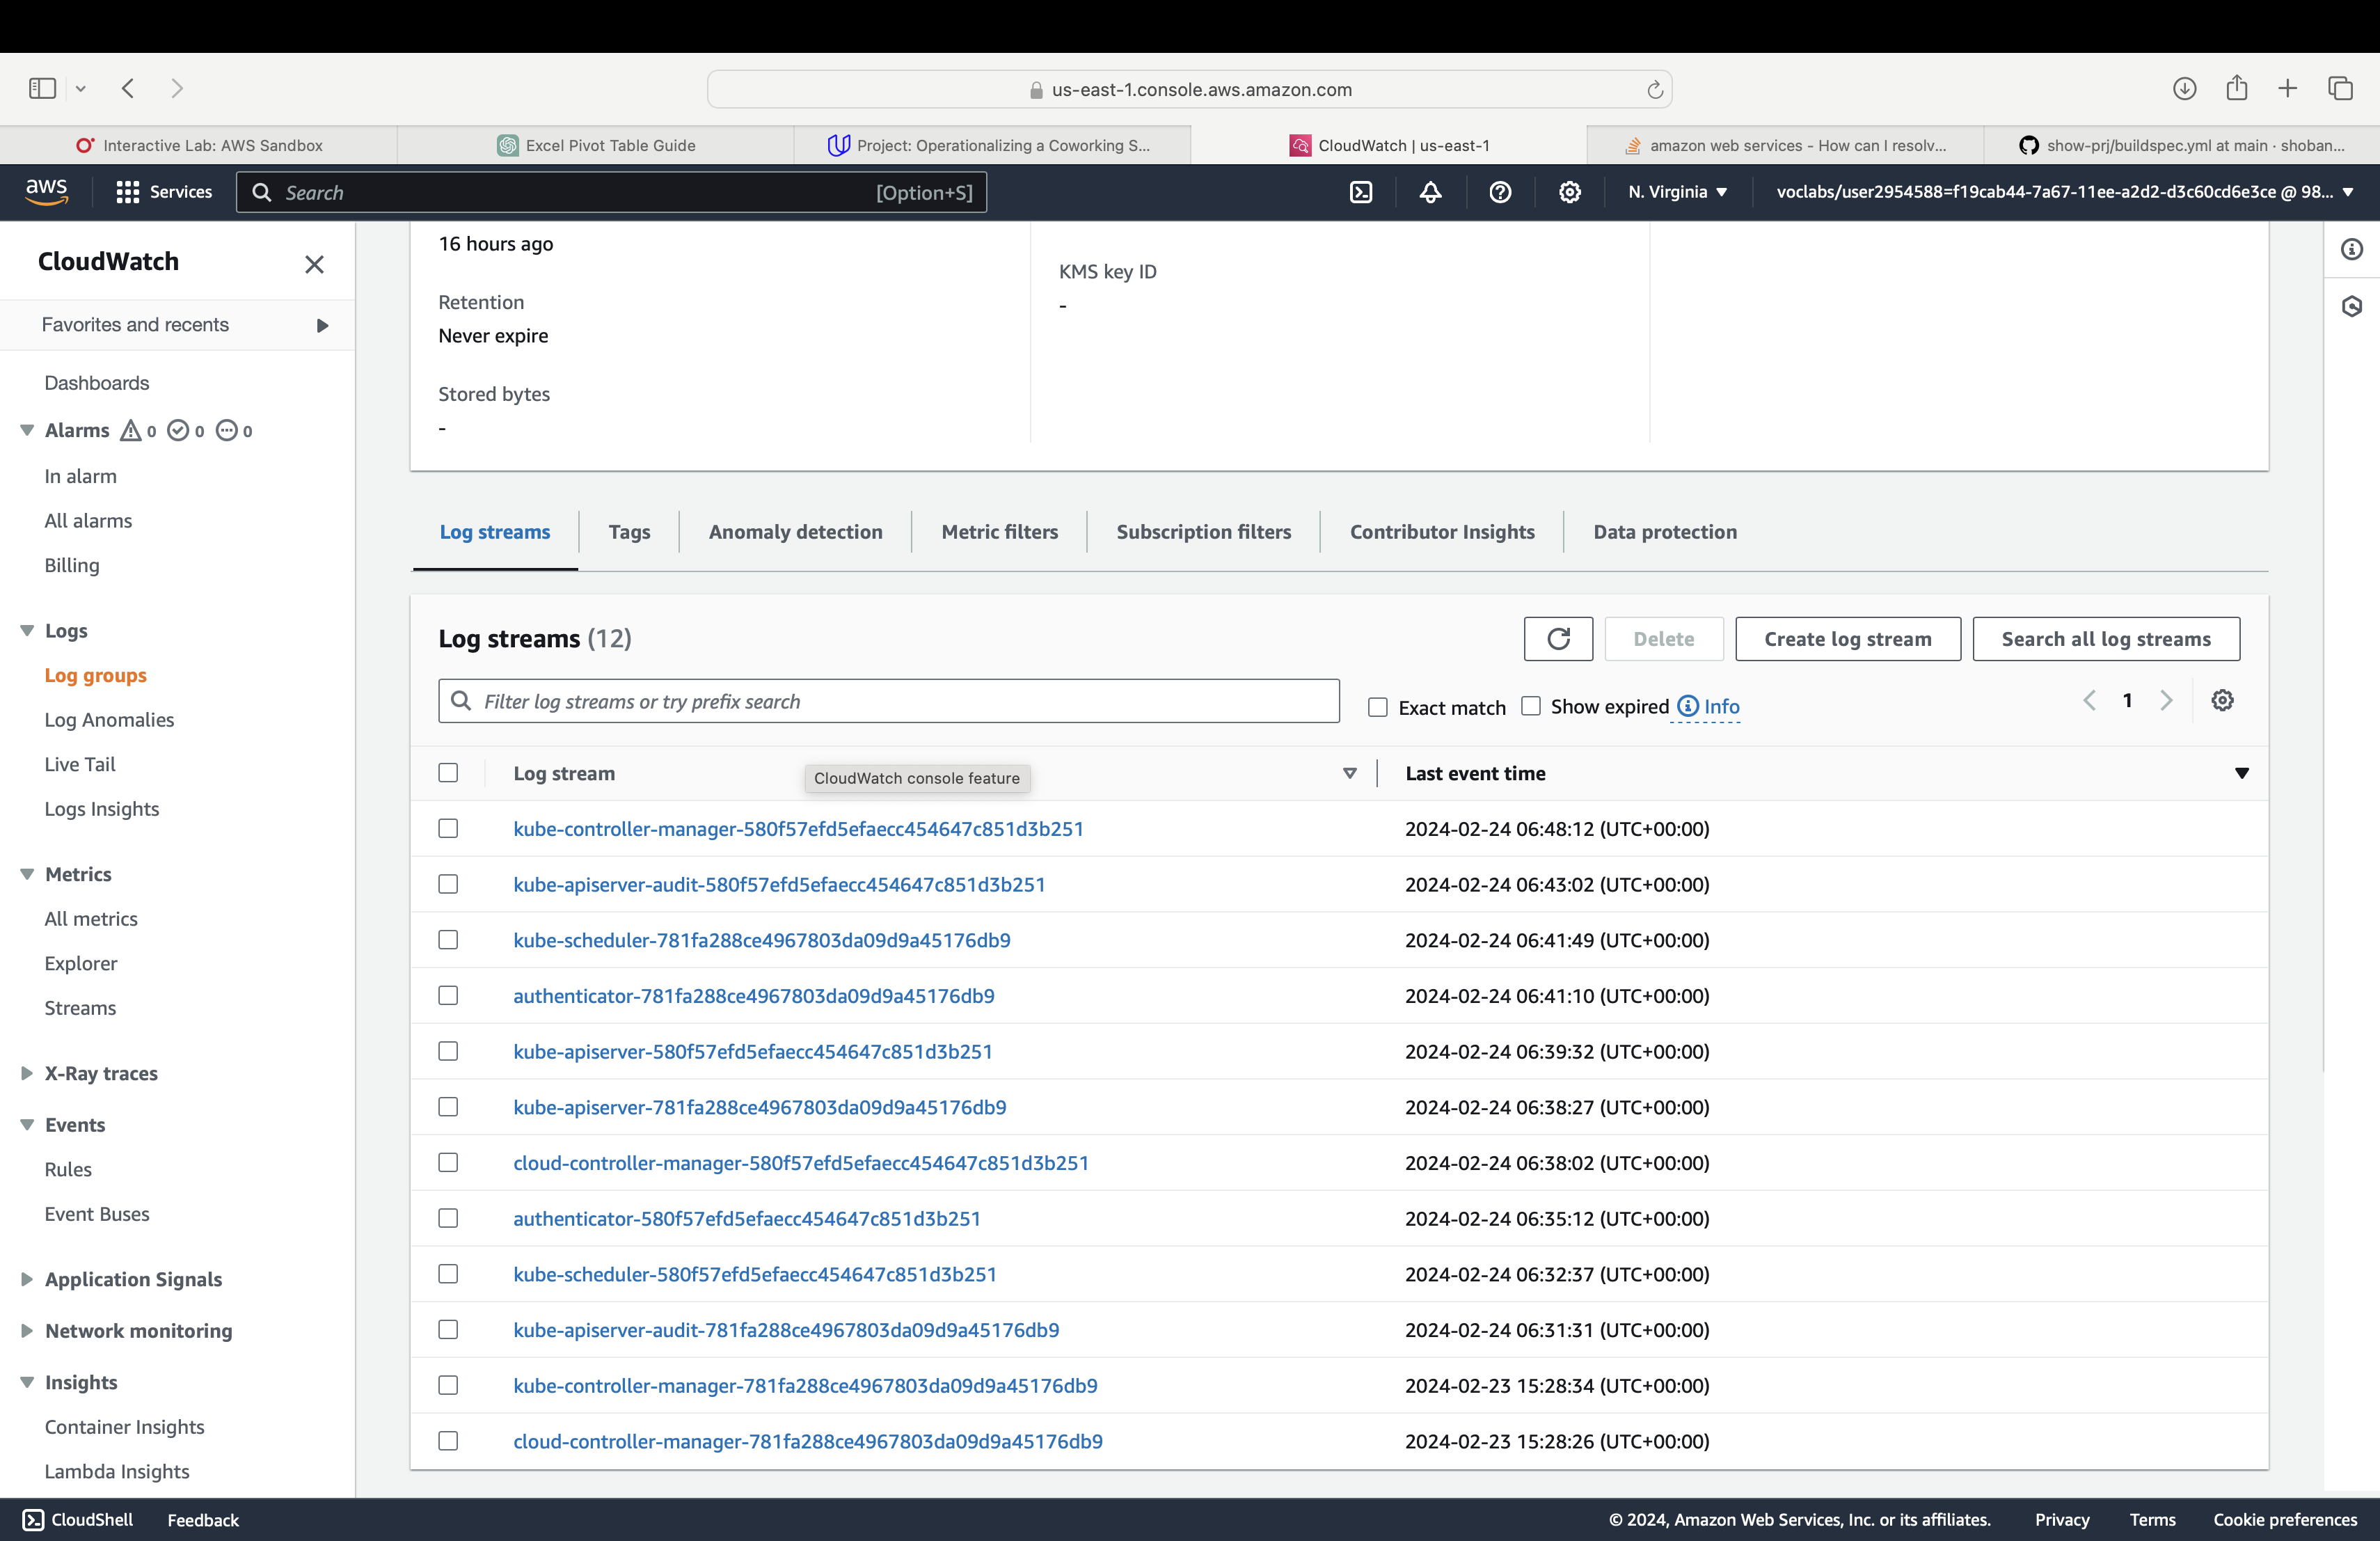 us-east-1.console.aws.amazon.com
Interactive Lab: AWS Sandbox
Excel Pivot Table Guide
Project: Operationalizing a Coworking S...
CloudWatch | us-east-1
amazon web services - How can I resolv...
show-prj/buildspec.yml at main · shoban...
aws
Services
Search
[Option+S]
N. Virginia
voclabs/user2954588=f19cab44-7a67-11ee-a2d2-d3c60cd6e3ce @ 98...
CloudWatch
Favorites and recents
Dashboards
Alarms 0 0 0
In alarm
All alarms
Billing
Logs
Log groups
Log Anomalies
Live Tail
Logs Insights
Metrics
All metrics
Explorer
Streams
X-Ray traces
Events
Rules
Event Buses
Application Signals
Network monitoring
Insights
Container Insights
Lambda Insights
16 hours ago
Retention
Never expire
Stored bytes
-
KMS key ID
-
Log streams
Tags
Anomaly detection
Metric filters
Subscription filters
Contributor Insights
Data protection
Log streams (12)
Delete
Create log stream
Search all log streams
Filter log streams or try prefix search
Exact match
Show expired
Info
1
Log stream
CloudWatch console feature
Last event time
kube-controller-manager-580f57efd5efaecc454647c851d3b251 2024-02-24 06:48:12 (UTC+00:00)
kube-apiserver-audit-580f57efd5efaecc454647c851d3b251 2024-02-24 06:43:02 (UTC+00:00)
kube-scheduler-781fa288ce4967803da09d9a45176db9 2024-02-24 06:41:49 (UTC+00:00)
authenticator-781fa288ce4967803da09d9a45176db9 2024-02-24 06:41:10 (UTC+00:00)
kube-apiserver-580f57efd5efaecc454647c851d3b251 2024-02-24 06:39:32 (UTC+00:00)
kube-apiserver-781fa288ce4967803da09d9a45176db9 2024-02-24 06:38:27 (UTC+00:00)
cloud-controller-manager-580f57efd5efaecc454647c851d3b251 2024-02-24 06:38:02 (UTC+00:00)
authenticator-580f57efd5efaecc454647c851d3b251 2024-02-24 06:35:12 (UTC+00:00)
kube-scheduler-580f57efd5efaecc454647c851d3b251 2024-02-24 06:32:37 (UTC+00:00)
kube-apiserver-audit-781fa288ce4967803da09d9a45176db9 2024-02-24 06:31:31 (UTC+00:00)
kube-controller-manager-781fa288ce4967803da09d9a45176db9 2024-02-23 15:28:34 (UTC+00:00)
cloud-controller-manager-781fa288ce4967803da09d9a45176db9 2024-02-23 15:28:26 (UTC+00:00)
CloudShell
Feedback
© 2024, Amazon Web Services, Inc. or its affiliates.
Privacy
Terms
Cookie preferences